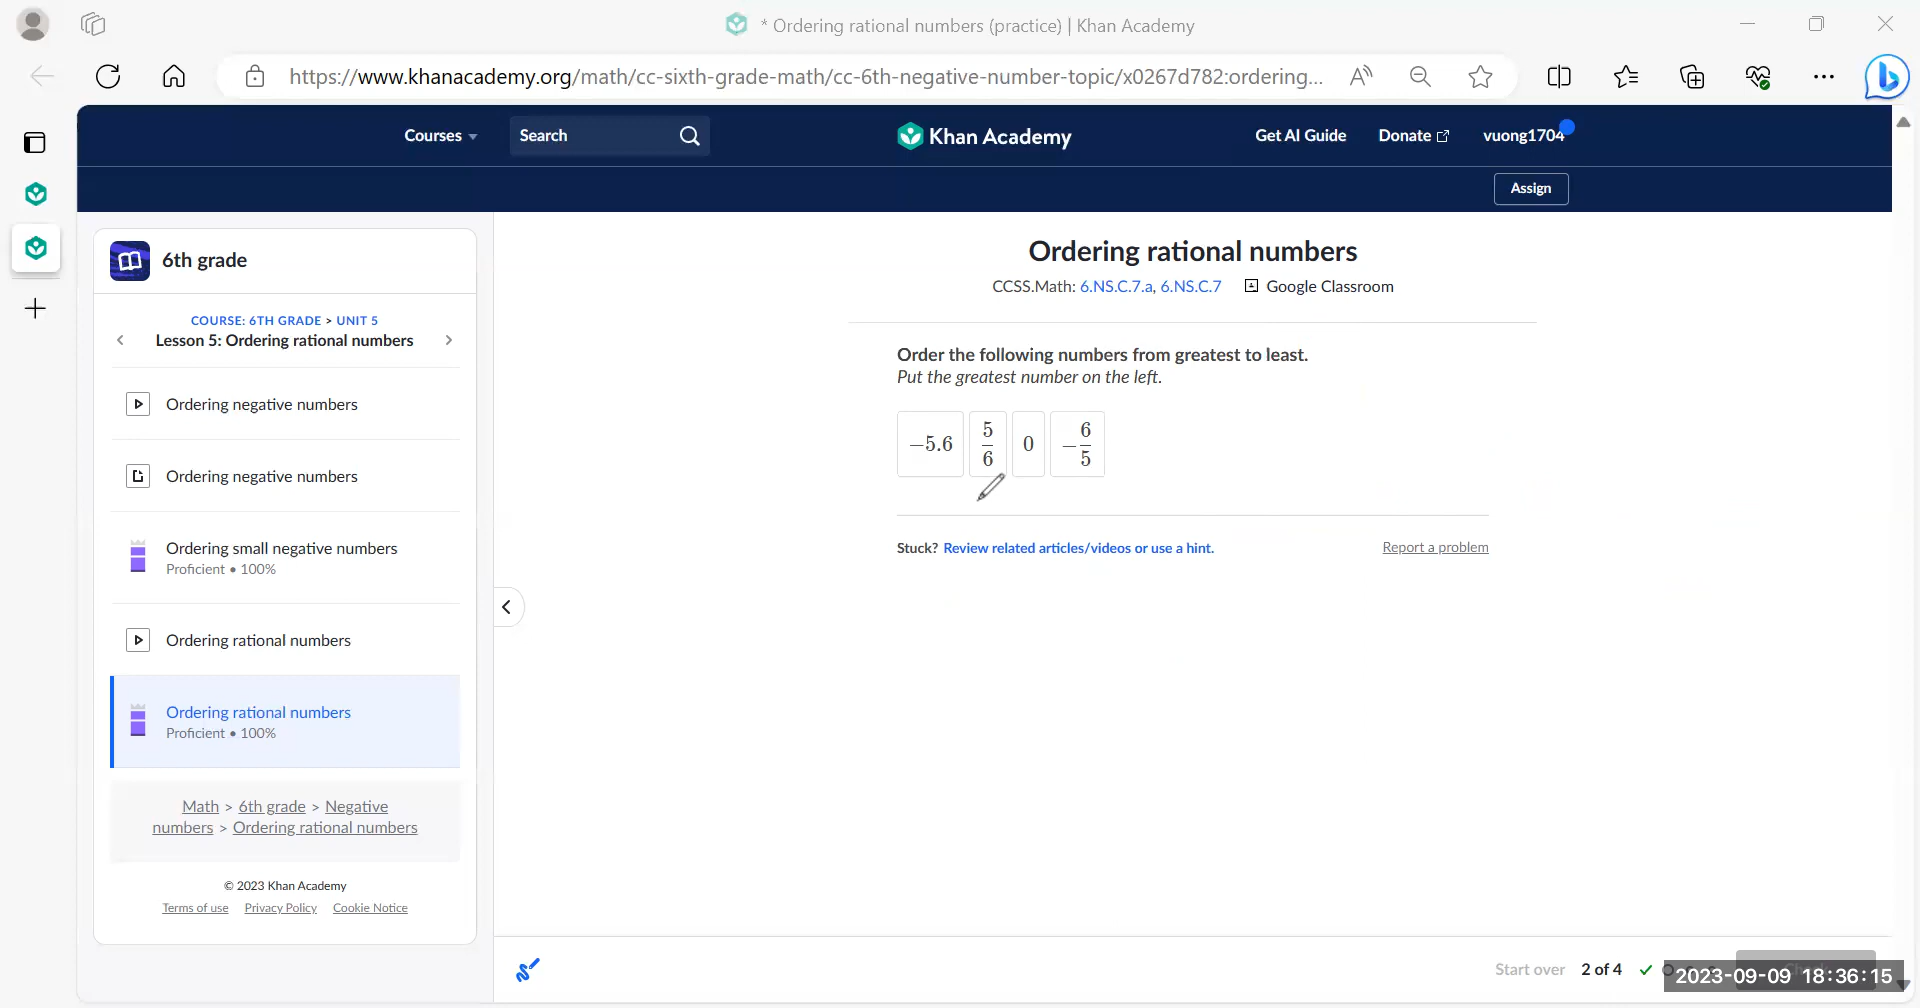 * Ordering rational numbers (practice) | Khan Academy
https://www.khanacademy.org/math/cc-sixth-grade-math/cc-6th-negative-number-topic/x0267d782:ordering...
Courses
Search
Khan Academy
Get AI Guide
Donate
vuong1704
Assign
6th grade
COURSE: 6TH GRADE > UNIT 5
Lesson 5: Ordering rational numbers
Ordering negative numbers
Ordering negative numbers
Ordering small negative numbers
Proficient • 100%
Ordering rational numbers
Ordering rational numbers
Proficient • 100%
Math > 6th grade > Negative
numbers > Ordering rational numbers
© 2023 Khan Academy
Terms of use Privacy Policy Cookie Notice
Ordering rational numbers
CCSS.Math: 6.NS.C.7.a, 6.NS.C.7 Google Classroom
Order the following numbers from greatest to least.
Put the greatest number on the left.
−5.6 5/6 0 −6/5
Stuck? Review related articles/videos or use a hint.
Report a problem
Start over 2 of 4
2023-09-09 18:36:15